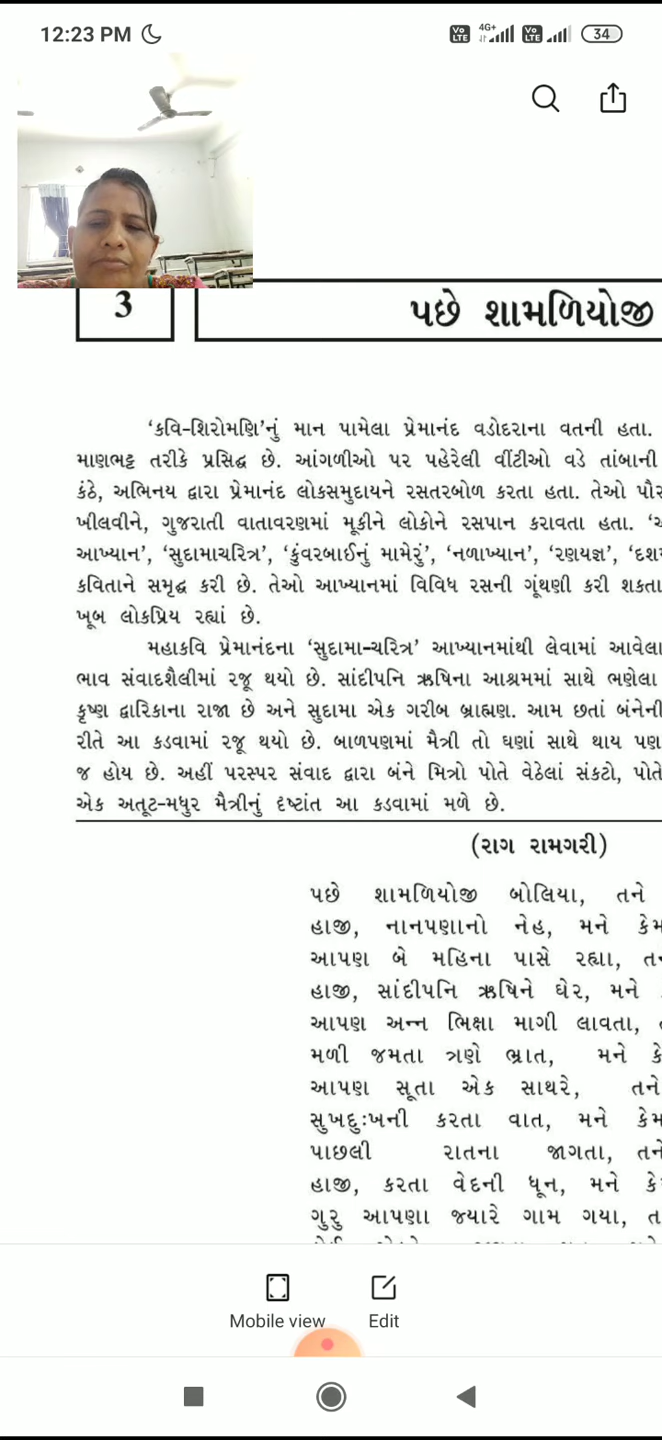 12:23 PM
Vo LTE 4G+ Vo LTE 34
3
પછે શામળિયોજી
‘કવિ-શિરોમણિ’નું માન પામેલા પ્રેમાનંદ વડોદરાના વતની હતા.
માણભટ્ટ તરીકે પ્રસિદ્ધ છે. આંગળીઓ પર પહેરેલી વીંટીઓ વડે તાંબાની
કંઠે, અભિનય દ્વારા પ્રેમાનંદ લોકસમુદાયને રસતરબોળ કરતા હતા. તેઓ
ખીલવીને, ગુજરાતી વાતાવરણમાં મૂકીને લોકોને રસપાન કરાવતા હતા.
આખ્યાન’, ‘સુદામાચરિત્ર’, ‘કુંવરબાઈનું મામેરું’, ‘નળાખ્યાન’, ‘રણયજ્ઞ’,
કવિતાને સમૃદ્ધ કરી છે. તેઓ આખ્યાનમાં વિવિધ રસની ગૂંથણી કરી શકતા
ખૂબ લોકપ્રિય રહ્યાં છે.
મહાકવિ પ્રેમાનંદના ‘સુદામા-ચરિત્ર’ આખ્યાનમાંથી લેવામાં આવેલા
ભાવ સંવાદશૈલીમાં રજૂ થયો છે. સાંદીપનિ ઋષિના આશ્રમમાં સાથે ભણેલા
કૃષ્ણ દ્વારિકાના રાજા છે અને સુદામા એક ગરીબ બ્રાહ્મણ. આમ છતાં બંનેની
રીતે આ કડવામાં રજૂ થયો છે. બાળપણમાં મૈત્રી તો ઘણાં સાથે થાય પણ
જ હોય છે. અહીં પરસ્પર સંવાદ દ્વારા બંને મિત્રો પોતે વેઠેલાં સંકટો, પોતે
એક અતૂટ-મધુર મૈત્રીનું દૃષ્ટાંત આ કડવામાં મળે છે.
(રાગ રામગરી)
પછે શામળિયોજી બોલિયા, તને
હાજી, નાનપણાનો નેહ, મને
આપણ બે મહિના પાસે રહ્યા,
હાજી, સાંદીપનિ ઋષિને ઘેર, મને
આપણ અન્ન ભિક્ષા માગી લાવતા,
મળી જમતા ત્રણે ભ્રાત, મને
આપણ સૂતા એક સાથરે, તને
સુખદુઃખની કરતા વાત, મને
પાછલી રાતના જાગતા,
હાજી, કરતા વેદની ધૂન, મને
ગુરુ આપણા જ્યારે ગામ ગયા,
Mobile view
Edit